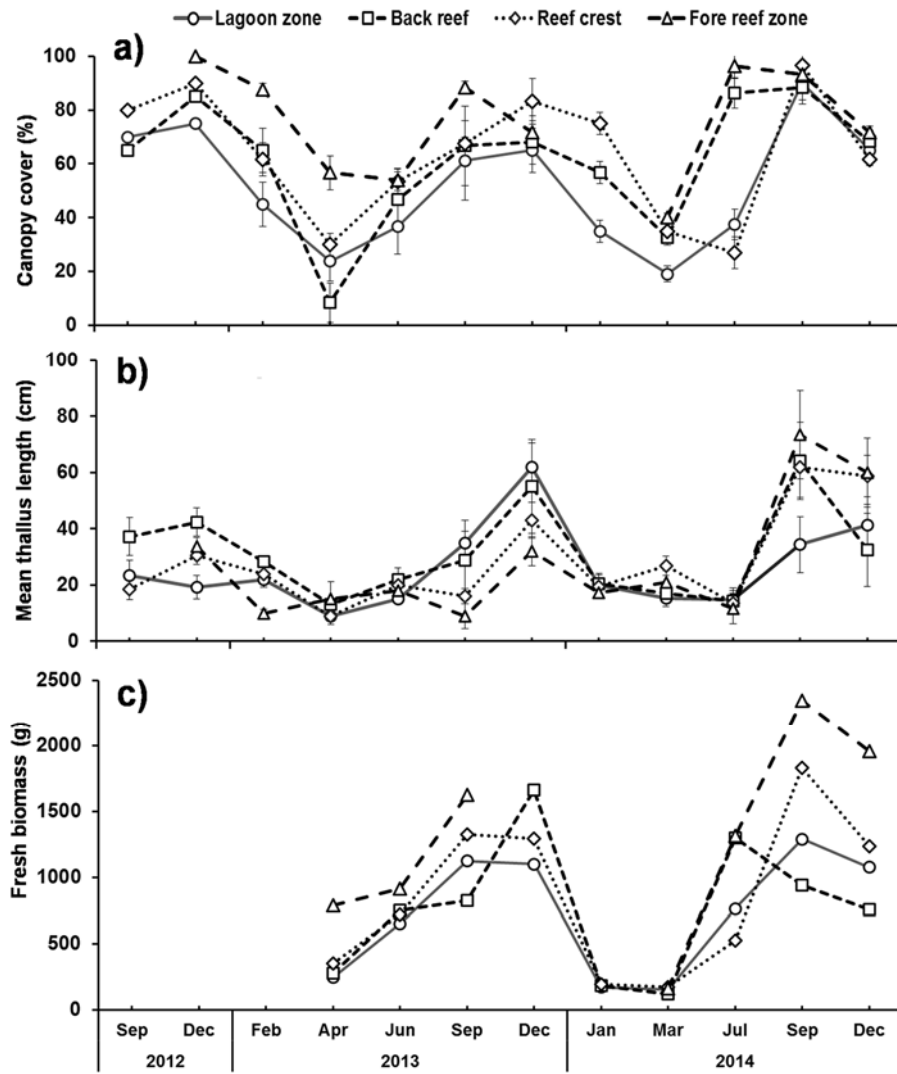 Lagoon zone Back reef Reef crest Fore reef zone
a)
Canopy cover (%)
100
80
60
40
20
0
b)
Mean thallus length (cm)
100
80
60
40
20
0
c)
Fresh biomass (g)
2500
2000
1500
1000
500
0
Sep Dec Feb Apr Jun Sep Dec Jan Mar Jul Sep Dec
2012 2013 2014